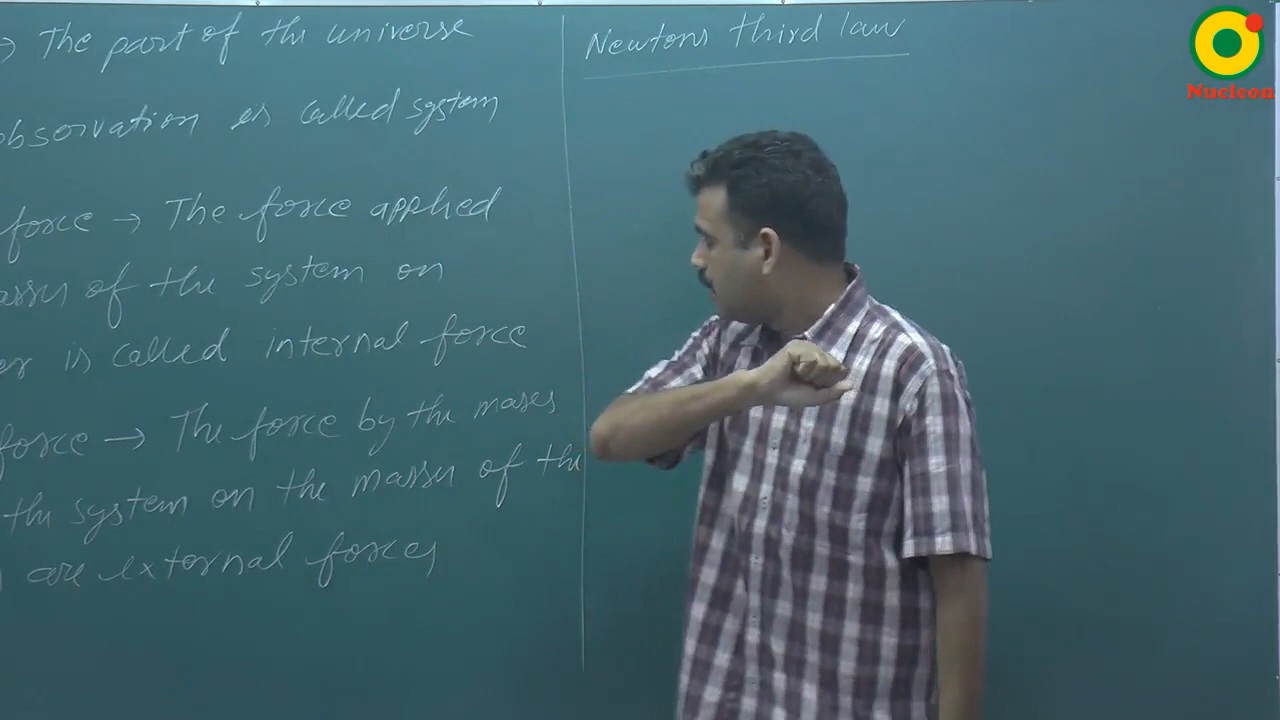 → The part of the universe
observation is called system
force → The force applied
masses of the system on
er is called internal force
force → The force by the masses
the system on the masses of the
are external forces
Newtons third law
Nucleon